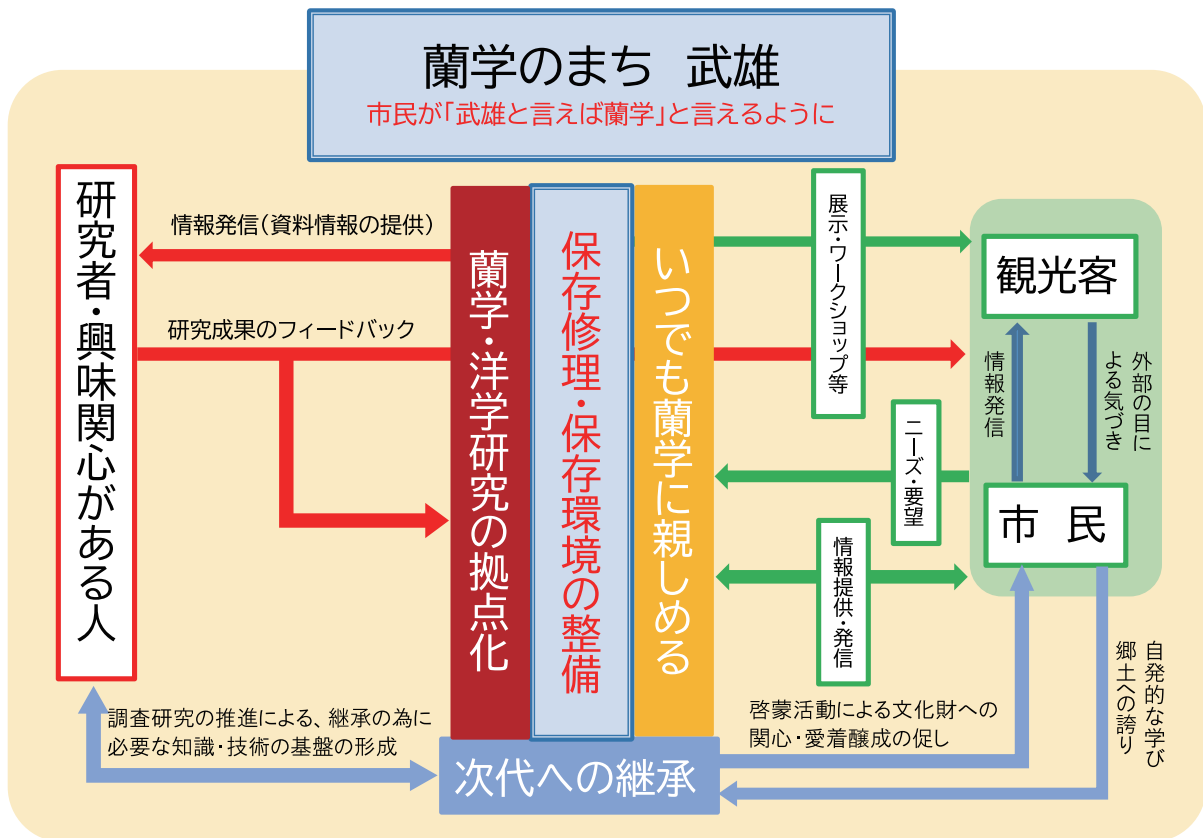 蘭学のまち 武雄
市民が「武雄と言えば蘭学」と言えるように
研究者・興味関心がある人
情報発信(資料情報の提供)
研究成果のフィードバック
蘭学・洋学研究の拠点化
保存修理・保存環境の整備
いつでも蘭学に親しめる
展示・ワークショップ等
ニーズ・要望
情報提供・発信
観光客
情報発信
外部の目に
よる気づき
市 民
調査研究の推進による、継承の為に
必要な知識・技術の基盤の形成
次代への継承
啓蒙活動による文化財への
関心・愛着醸成の促し
自発的な学び
郷土への誇り